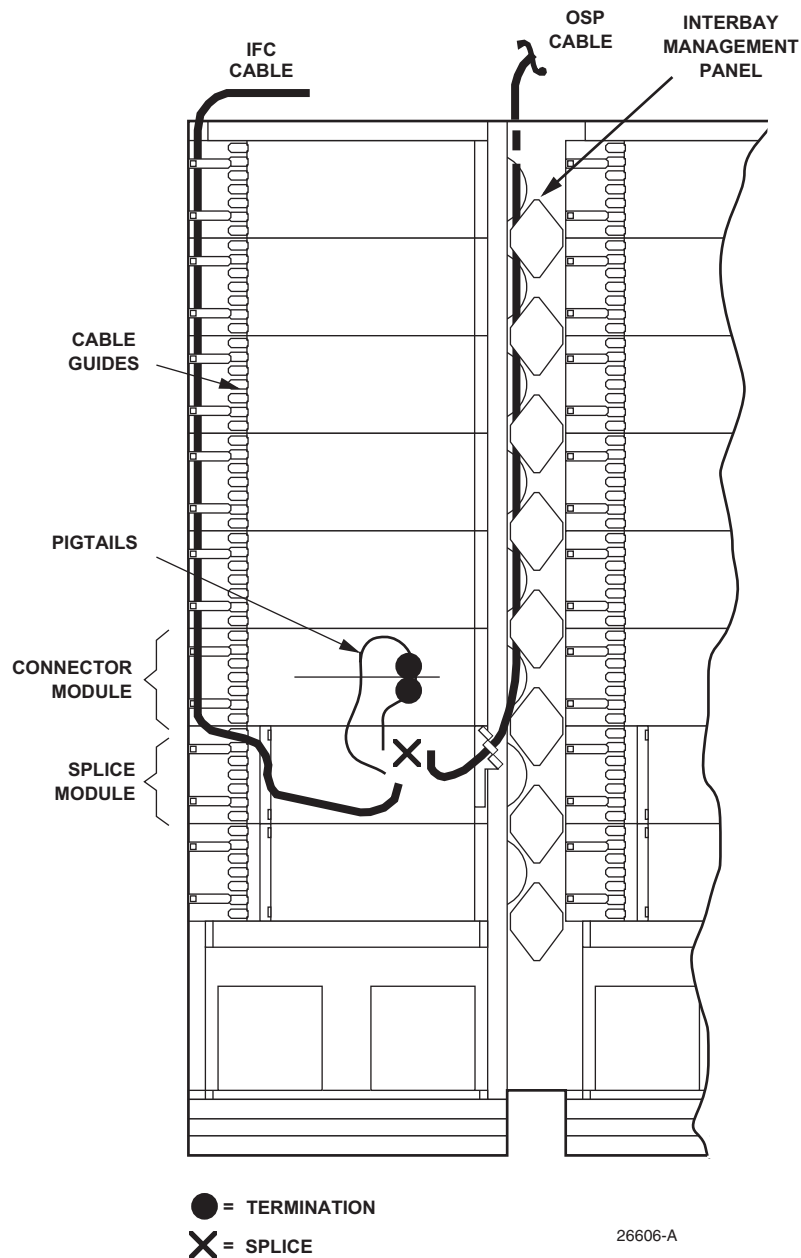 OSP
CABLE
INTERBAY
MANAGEMENT
PANEL
IFC
CABLE
CABLE
GUIDES
PIGTAILS
CONNECTOR
MODULE
SPLICE
MODULE
= TERMINATION
= SPLICE
26606-A